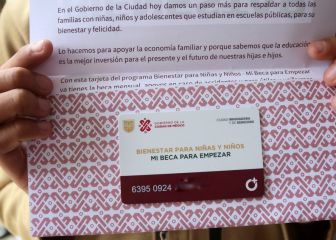 En el Gobierno de la Ciudad hoy damos un paso más para respaldar a todas
familias con niñas, niños y adolescentes que estudian en escuelas públicas, para su
bienestar y felicidad.
Lo hacemos para apoyar la economía familiar y porque sabemos que la educación
es la mejor inversión para el presente y el futuro de nuestras hijas e hijos.
Con esta tarjeta del programa Bienestar para Niñas y Niños - Mi Beca para Empezar
GOBIERNO DE LA
CIUDAD DE MÉXICO
CIUDAD INNOVADORA
Y DE DERECHOS
BIENESTAR PARA NIÑAS Y NIÑOS
MI BECA PARA EMPEZAR
6395 0924